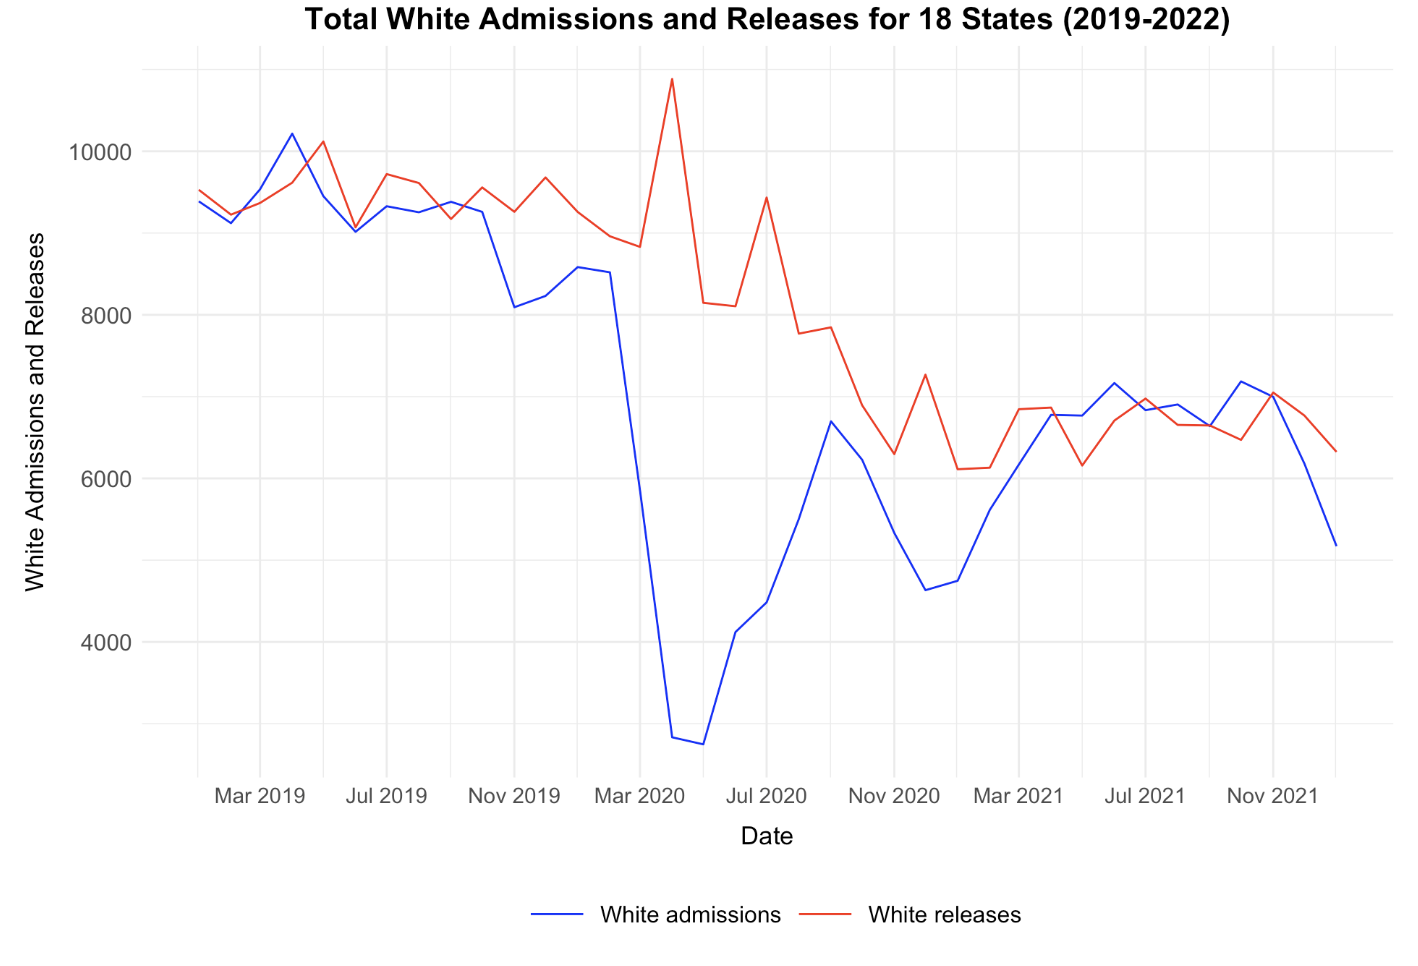 Total White Admissions and Releases for 18 States (2019-2022)
White Admissions and Releases
10000
8000
6000
4000
Mar 2019 Jul 2019 Nov 2019 Mar 2020 Jul 2020 Nov 2020 Mar 2021 Jul 2021 Nov 2021
Date
White admissions White releases